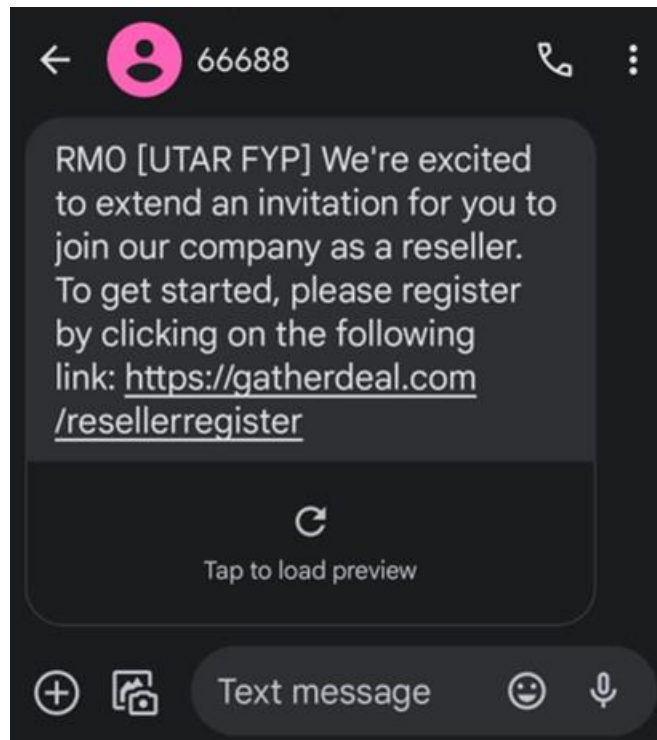 66688
RM0 [UTAR FYP] We're excited
to extend an invitation for you to
join our company as a reseller.
To get started, please register
by clicking on the following
link: https://gatherdeal.com
/resellerregister
Tap to load preview
Text message